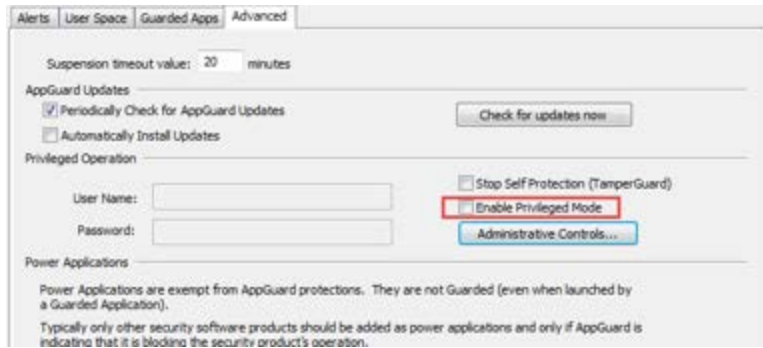 Alerts User Space Guarded Apps Advanced
Suspension timeout value: 20 minutes
AppGuard Updates
Periodically Check for AppGuard Updates
Check for updates now
Automatically Install Updates
Privileged Operation
Stop Self Protection (TamperGuard)
User Name:
Enable Privileged Mode
Password:
Administrative Controls...
Power Applications
Power Applications are exempt from AppGuard protections. They are not Guarded (even when launched by
a Guarded Application).
Typically only other security software products should be added as power applications and only if AppGuard is
indicating that it is blocking the security product's operation.